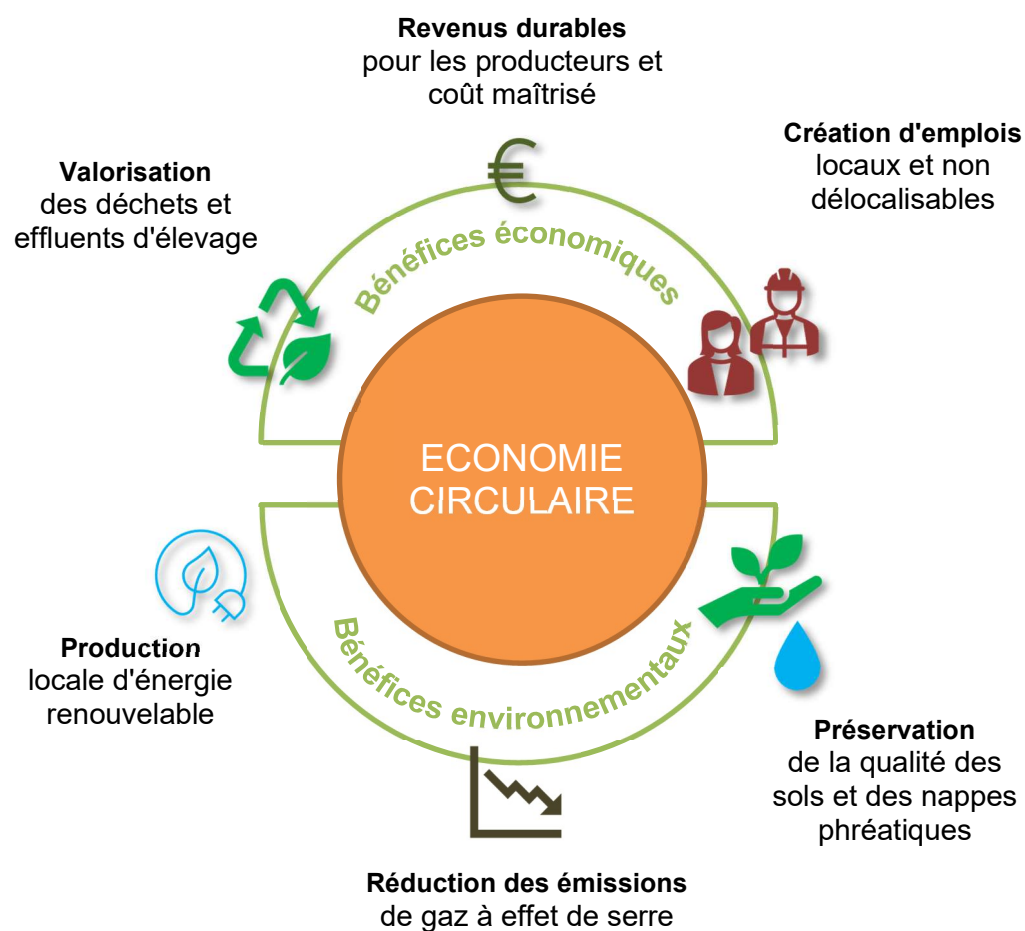 Revenus durables
pour les producteurs et
coût maîtrisé
Création d'emplois
locaux et non
délocalisables
Valorisation
des déchets et
effluents d'élevage
Bénéfices économiques
ECONOMIE
CIRCULAIRE
Bénéfices environnementaux
Production
locale d'énergie
renouvelable
Préservation
de la qualité des
sols et des nappes
phréatiques
Réduction des émissions
de gaz à effet de serre